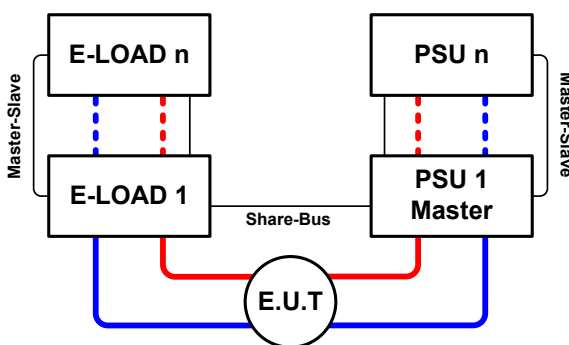 E-LOAD n
PSU n
Master-Slave
Master-Slave
E-LOAD 1
PSU 1
Master
Share-Bus
E.U.T